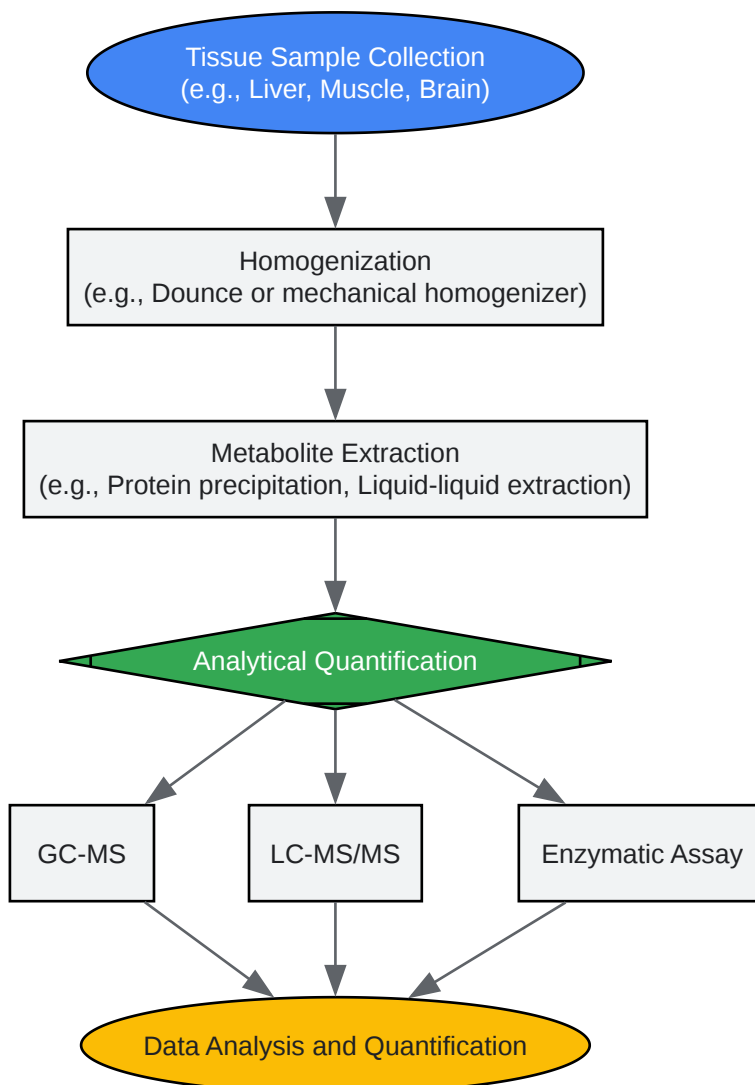 Tissue Sample Collection
(e.g., Liver, Muscle, Brain)
Homogenization
(e.g., Dounce or mechanical homogenizer)
Metabolite Extraction
(e.g., Protein precipitation, Liquid-liquid extraction)
Analytical Quantification
GC-MS
LC-MS/MS
Enzymatic Assay
Data Analysis and Quantification